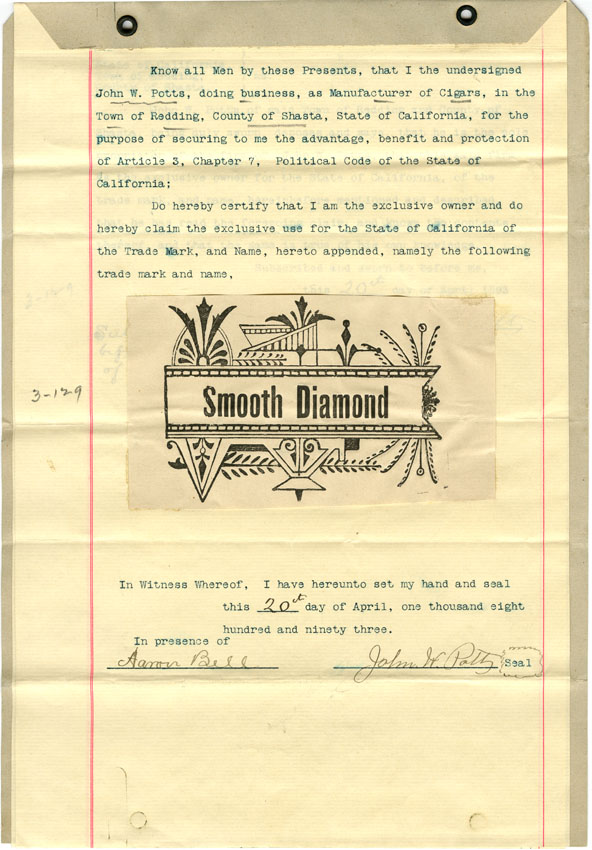 Know all Men by these Presents, that I the undersigned
John W. Potts, doing business, as Manufacturer of Cigars, in the
Town of Redding, County of Shasta, State of California, for the
purpose of securing to me the advantage, benefit and protection
of Article 3, Chapter 7, Political Code of the State of
California;
Do hereby certify that I am the exclusive owner and do
hereby claim the exclusive use for the State of California of
the Trade Mark, and Name, hereto appended, namely the following
trade mark and name,
3-129
Smooth Diamond
In Witness Whereof, I have hereunto set my hand and seal
this 20st day of April, one thousand eight
hundred and ninety three.
In presence of
Aaron Bell John W. Potts Seal